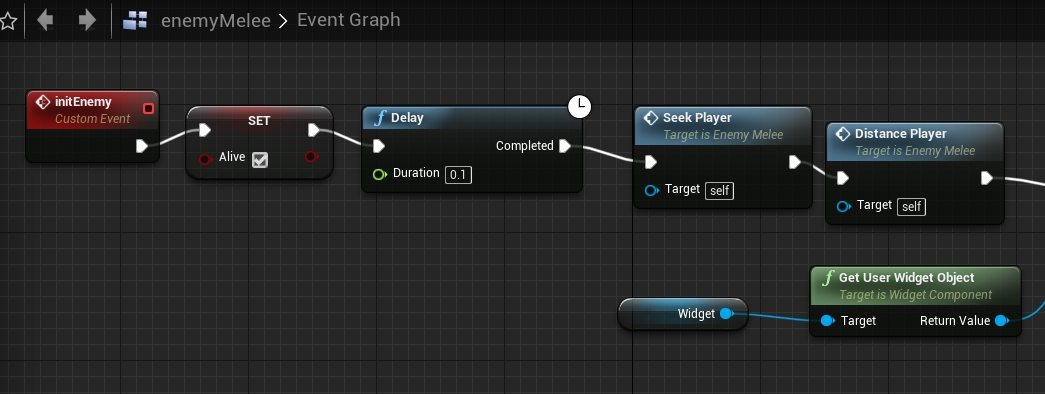 enemyMelee > Event Graph
initEnemy
Custom Event
SET
Alive
f Delay
Completed
Duration 0.1
Seek Player
Target is Enemy Melee
Target self
Distance Player
Target is Enemy Melee
Target self
Widget
f Get User Widget Object
Target is Widget Component
Target Return Value